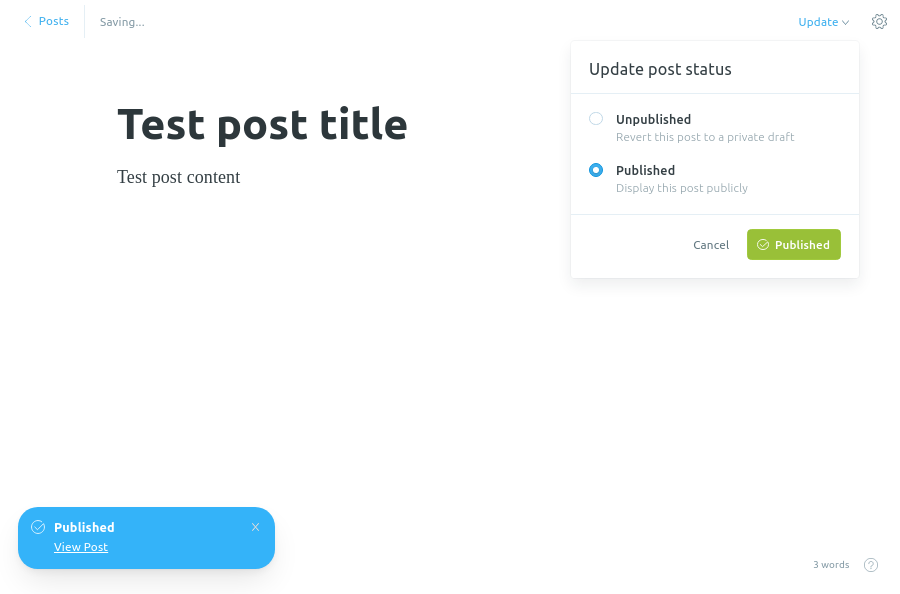 Posts
Saving...
Update
Update post status
Unpublished
Revert this post to a private draft
Published
Display this post publicly
Cancel
Published
Test post title
Test post content
Published
View Post
3 words
?